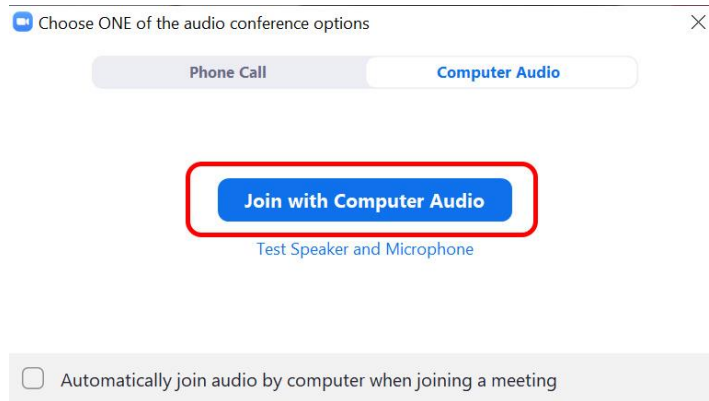 Choose ONE of the audio conference options
Phone Call
Computer Audio
Join with Computer Audio
Test Speaker and Microphone
Automatically join audio by computer when joining a meeting